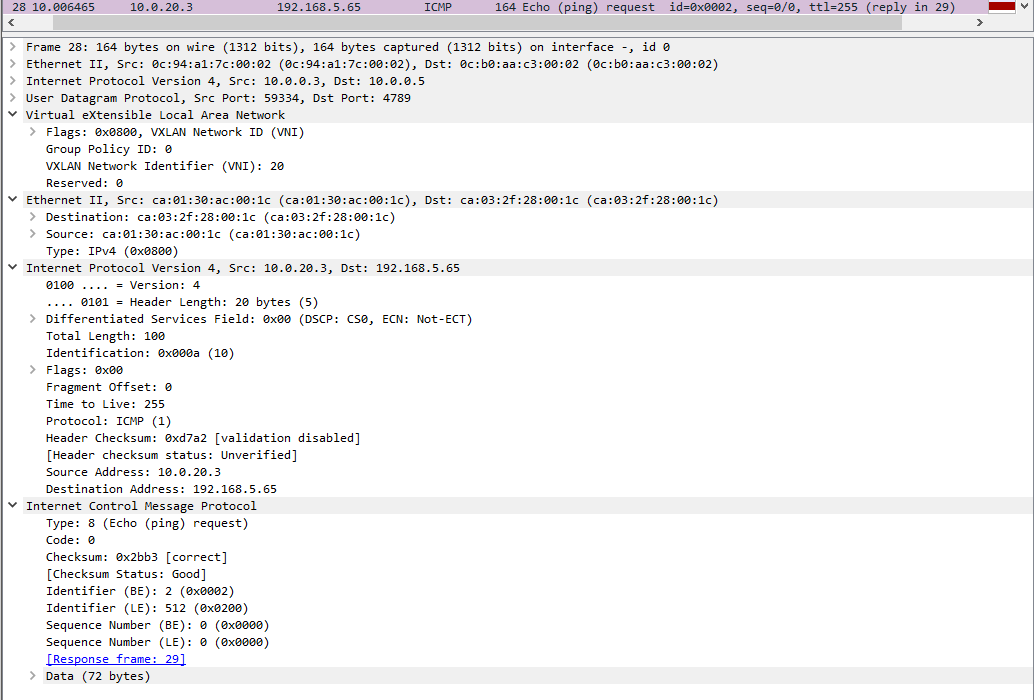 28 10.006465 10.0.20.3 192.168.5.65 ICMP 164 Echo (ping) request id=0x0002, seq=0/0, ttl=255 (reply in 29)
Frame 28: 164 bytes on wire (1312 bits), 164 bytes captured (1312 bits) on interface -, id 0
Ethernet II, Src: 0c:94:a1:7c:00:02 (0c:94:a1:7c:00:02), Dst: 0c:b0:aa:c3:00:02 (0c:b0:aa:c3:00:02)
Internet Protocol Version 4, Src: 10.0.0.3, Dst: 10.0.0.5
User Datagram Protocol, Src Port: 59334, Dst Port: 4789
Virtual eXtensible Local Area Network
Flags: 0x0800, VXLAN Network ID (VNI)
Group Policy ID: 0
VXLAN Network Identifier (VNI): 20
Reserved: 0
Ethernet II, Src: ca:01:30:ac:00:1c (ca:01:30:ac:00:1c), Dst: ca:03:2f:28:00:1c (ca:03:2f:28:00:1c)
Destination: ca:03:2f:28:00:1c (ca:03:2f:28:00:1c)
Source: ca:01:30:ac:00:1c (ca:01:30:ac:00:1c)
Type: IPv4 (0x0800)
Internet Protocol Version 4, Src: 10.0.20.3, Dst: 192.168.5.65
0100 .... = Version: 4
.... 0101 = Header Length: 20 bytes (5)
Differentiated Services Field: 0x00 (DSCP: CS0, ECN: Not-ECT)
Total Length: 100
Identification: 0x000a (10)
Flags: 0x00
Fragment Offset: 0
Time to Live: 255
Protocol: ICMP (1)
Header Checksum: 0xd7a2 [validation disabled]
[Header checksum status: Unverified]
Source Address: 10.0.20.3
Destination Address: 192.168.5.65
Internet Control Message Protocol
Type: 8 (Echo (ping) request)
Code: 0
Checksum: 0x2bb3 [correct]
[Checksum Status: Good]
Identifier (BE): 2 (0x0002)
Identifier (LE): 512 (0x0200)
Sequence Number (BE): 0 (0x0000)
Sequence Number (LE): 0 (0x0000)
[Response frame: 29]
Data (72 bytes)